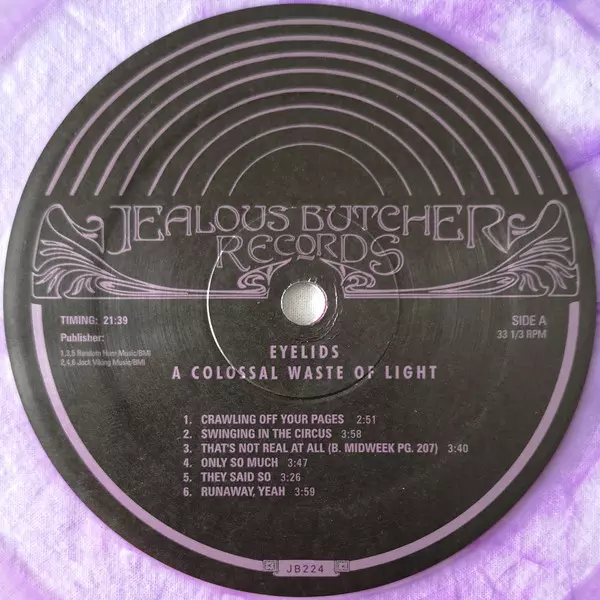 JEALOUS BUTCHER
RECORDS
TIMING: 21:39
Publisher:
1,3,5 Random Hum Music/BMI
2,4,6 Jack Viking Music/BMI
SIDE A
33 1/3 RPM
EYELIDS
A COLOSSAL WASTE OF LIGHT
1. CRAWLING OFF YOUR PAGES 2:51
2. SWINGING IN THE CIRCUS 3:58
3. THAT'S NOT REAL AT ALL (B. MIDWEEK PG. 207) 3:40
4. ONLY SO MUCH 3:47
5. THEY SAID SO 3:26
6. RUNAWAY, YEAH 3:59
JB224